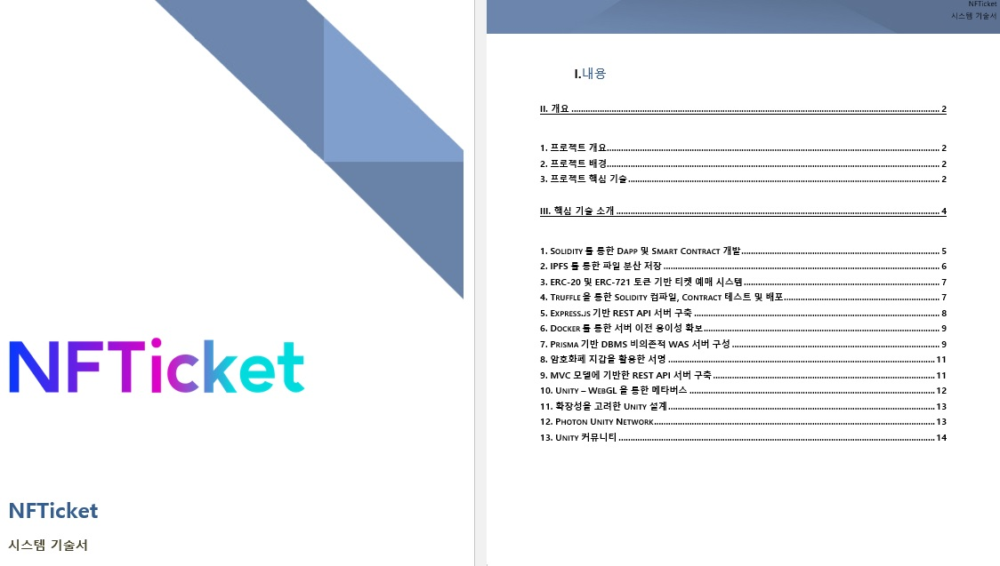 NFTicket
NFTicket
시스템 기술서
NFTicket
시스템 기술서
I.내용
II. 개요 2
1. 프로젝트 개요 2
2. 프로젝트 배경 2
3. 프로젝트 핵심 기술 2
III. 핵심 기술 소개 4
1. Solidity 를 통한 Dapp 및 Smart Contract 개발 5
2. IPFS 를 통한 파일 분산 저장 6
3. ERC-20 및 ERC-721 토큰 기반 티켓 예매 시스템 7
4. Truffle 을 통한 Solidity 컴파일, Contract 테스트 및 배포 7
5. Express.js 기반 REST API 서버 구축 8
6. Docker 를 통한 서버 이전 용이성 확보 9
7. Prisma 기반 DBMS 비의존적 WAS 서버 구성 9
8. 암호화폐 지갑을 활용한 서명 11
9. MVC 모델에 기반한 REST API 서버 구축 11
10. Unity – WebGL 을 통한 메타버스 12
11. 확장성을 고려한 Unity 설계 13
12. Photon Unity Network 13
13. Unity 커뮤니티 14